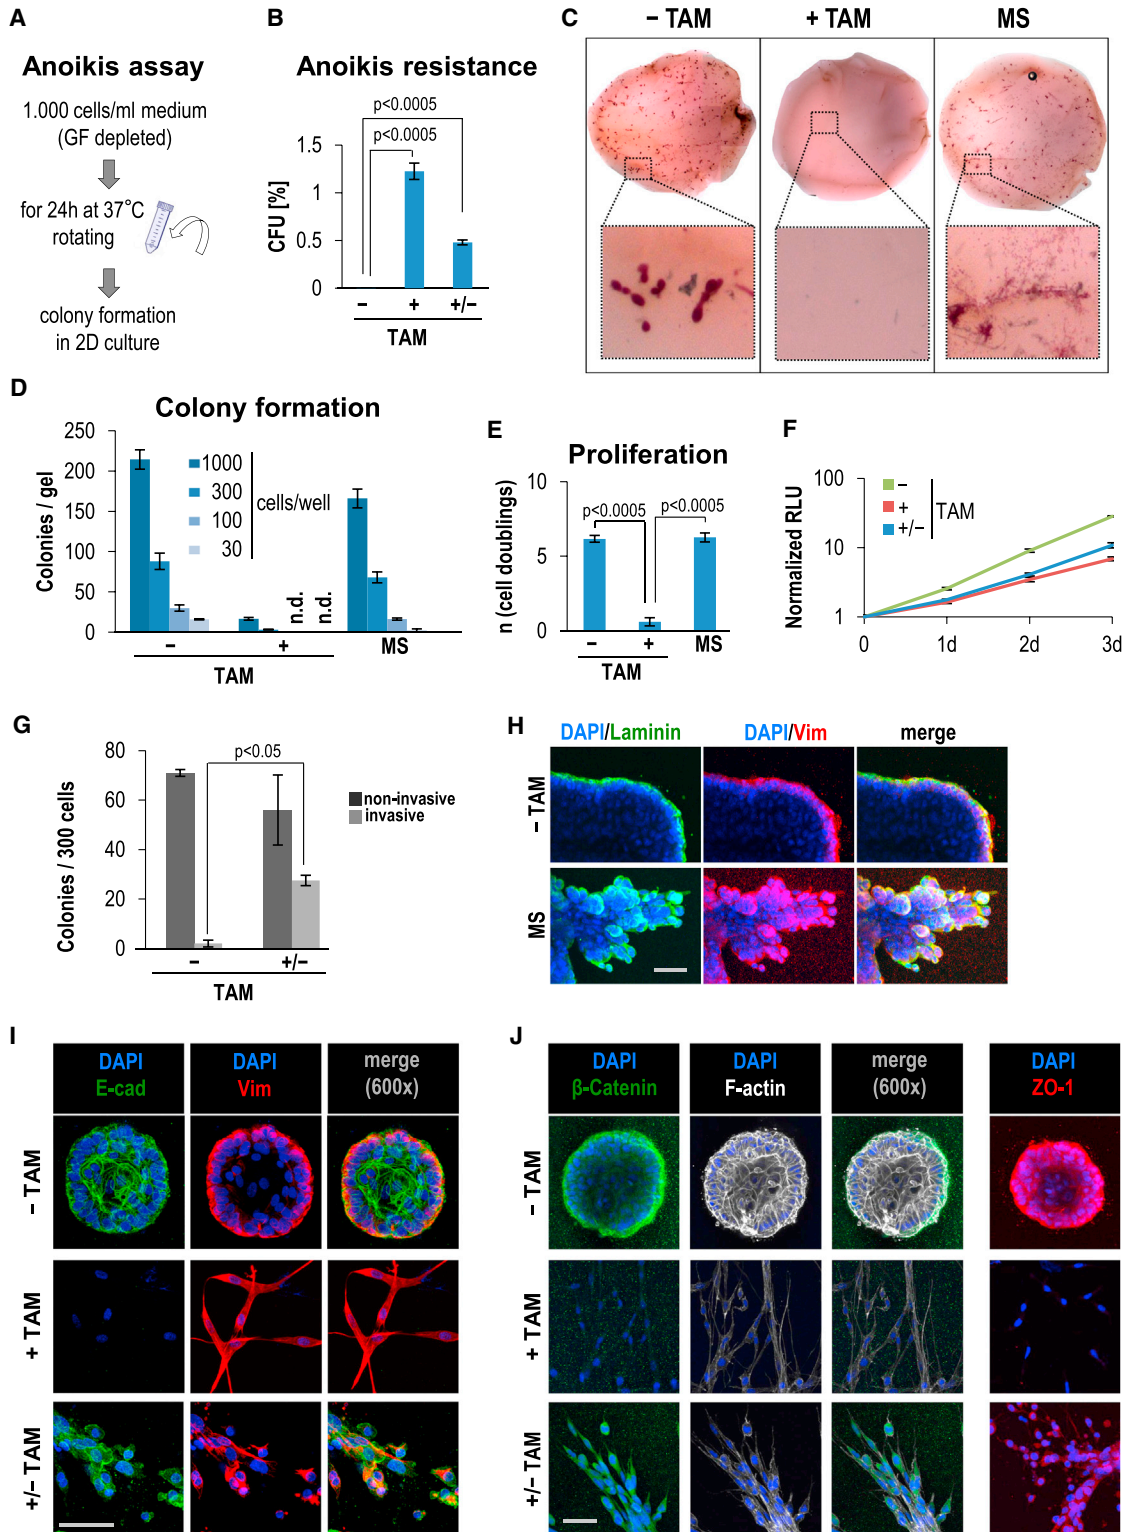 A
Anoikis assay
1.000 cells/ml medium
(GF depleted)
for 24h at 37°C
rotating
colony formation
in 2D culture
B
Anoikis resistance
p<0.0005
p<0.0005
CFU [%]
1.5
1
0.5
0
− + +/−
TAM
C
− TAM + TAM MS
D
Colony formation
Colonies / gel
250
200
150
100
50
0
1000
300
100
30
cells/well
n.d.
n.d.
− + MS
TAM
E
Proliferation
n (cell doublings)
10
5
0
p<0.0005
p<0.0005
− + MS
TAM
F
Normalized RLU
100
10
1
−
+
+/−
TAM
0 1d 2d 3d
G
Colonies / 300 cells
80
60
40
20
0
p<0.05
non-invasive
invasive
− +/−
TAM
H
DAPI/Laminin DAPI/Vim merge
− TAM
MS
I
DAPI DAPI merge
E-cad Vim (600x)
− TAM
+ TAM
+/− TAM
J
DAPI DAPI merge DAPI
β-Catenin F-actin (600x) ZO-1
− TAM
+ TAM
+/− TAM